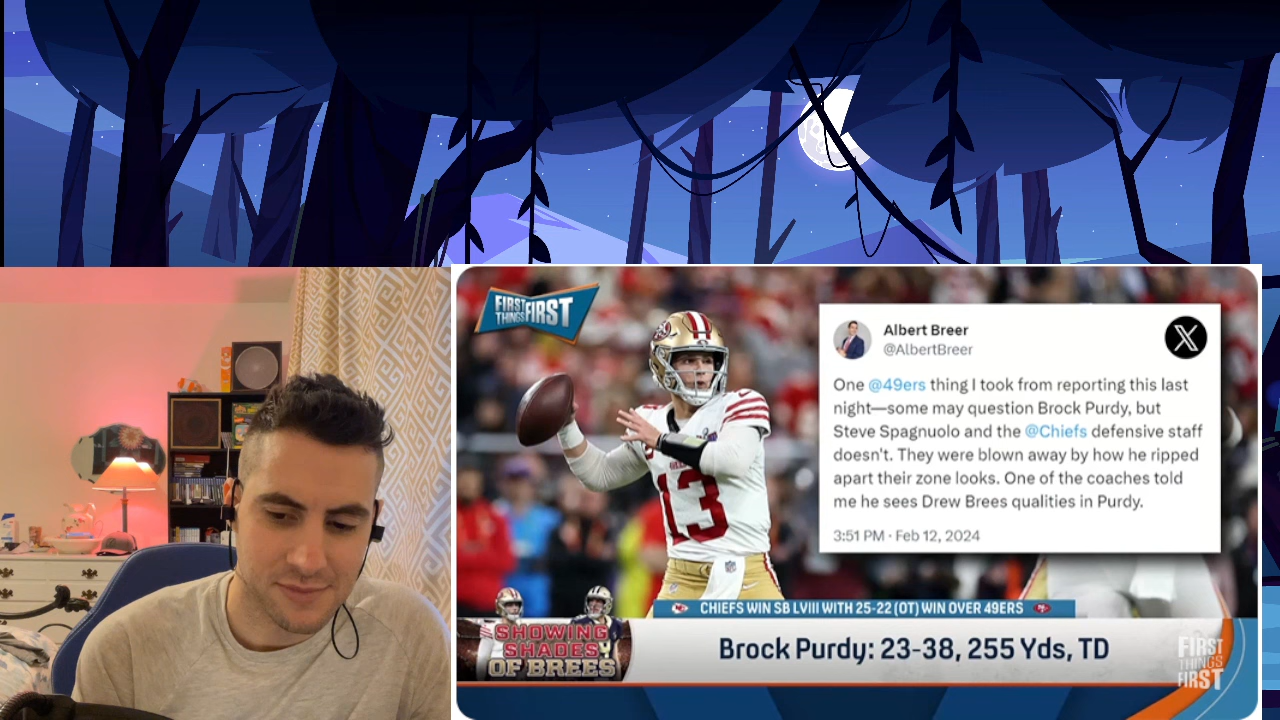 FIRST
THINGS FIRST
Albert Breer
@AlbertBreer
One @49ers thing I took from reporting this last
night—some may question Brock Purdy, but
Steve Spagnuolo and the @Chiefs defensive staff
doesn't. They were blown away by how he ripped
apart their zone looks. One of the coaches told
me he sees Drew Brees qualities in Purdy.
3:51 PM · Feb 12, 2024
13
CHIEFS WIN SB LVIII WITH 25-22 (OT) WIN OVER 49ERS
SHOWING
SHADES
OF BREES
Brock Purdy: 23-38, 255 Yds, TD
FIRST
THINGS
FIRST